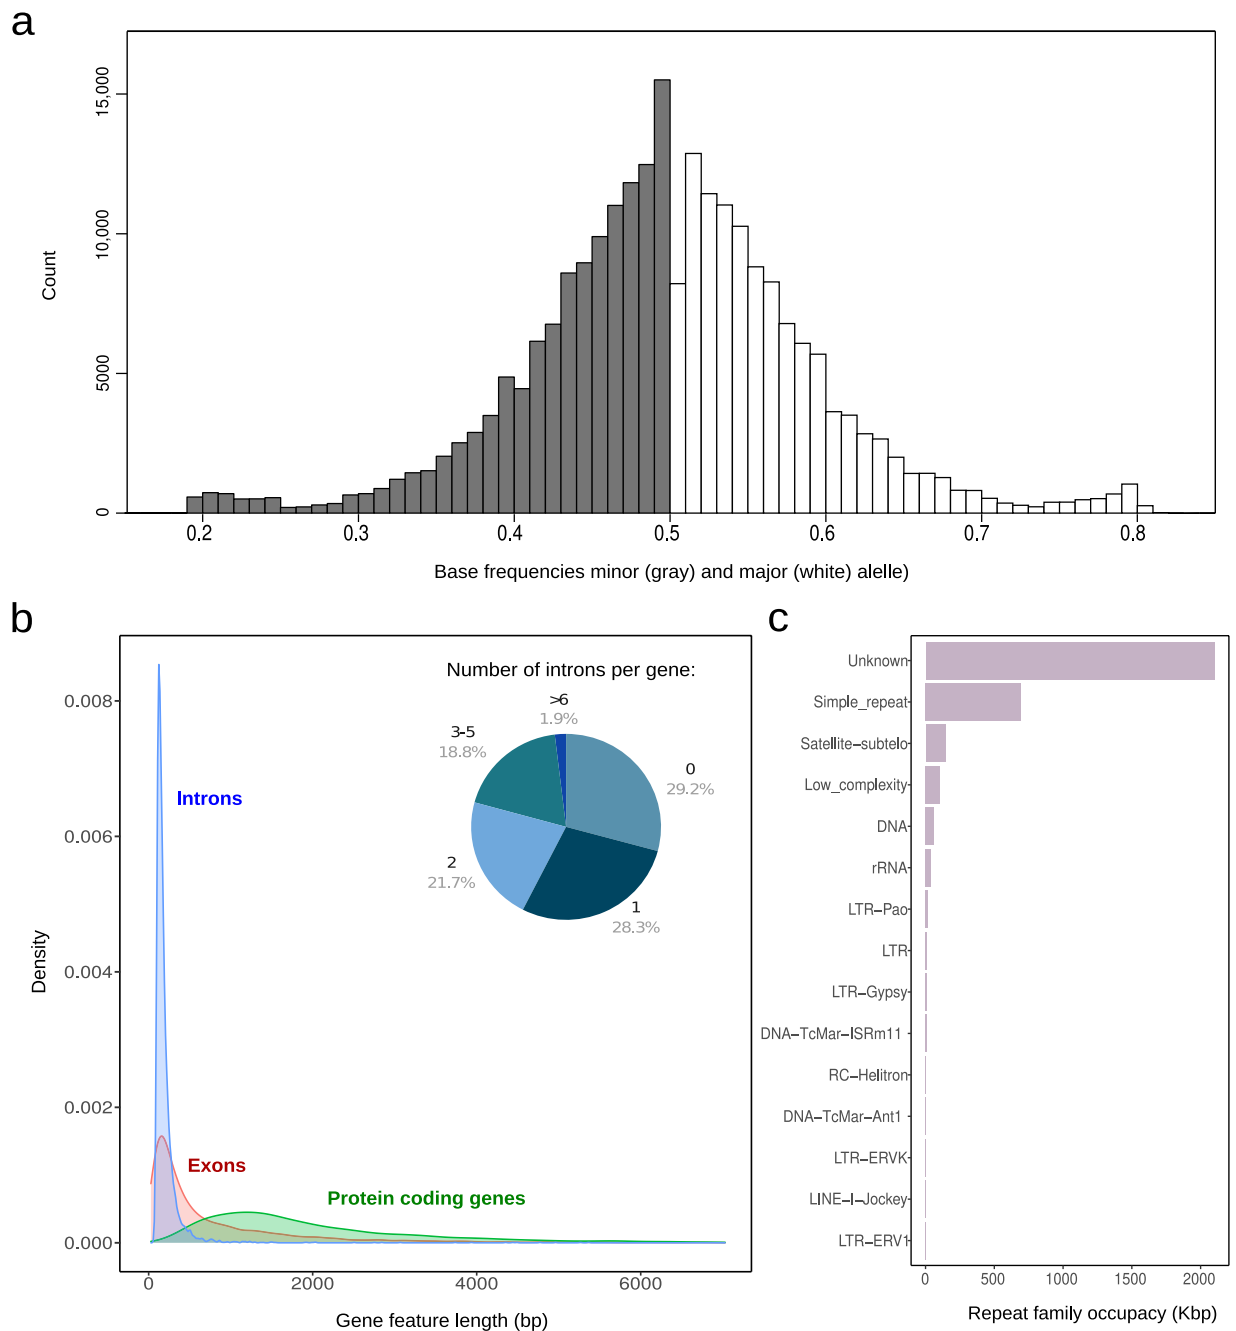 a
15,000
10,000
5000
0
Count
0.2 0.3 0.4 0.5 0.6 0.7 0.8
Base frequencies minor (gray) and major (white) alelle)
b
Number of introns per gene:
>6
1.9%
3-5
18.8%
0
29.2%
2
21.7%
1
28.3%
0.008
0.006
0.004
0.002
0.000
Density
Introns
Exons
Protein coding genes
0 2000 4000 6000
Gene feature length (bp)
c
Unknown
Simple_repeat
Satellite−subtelo
Low_complexity
DNA
rRNA
LTR−Pao
LTR
LTR−Gypsy
DNA−TcMar−ISRm11
RC−Helitron
DNA−TcMar−Ant1
LTR−ERVK
LINE−I−Jockey
LTR−ERV1
0 500 1000 1500 2000
Repeat family occupacy (Kbp)